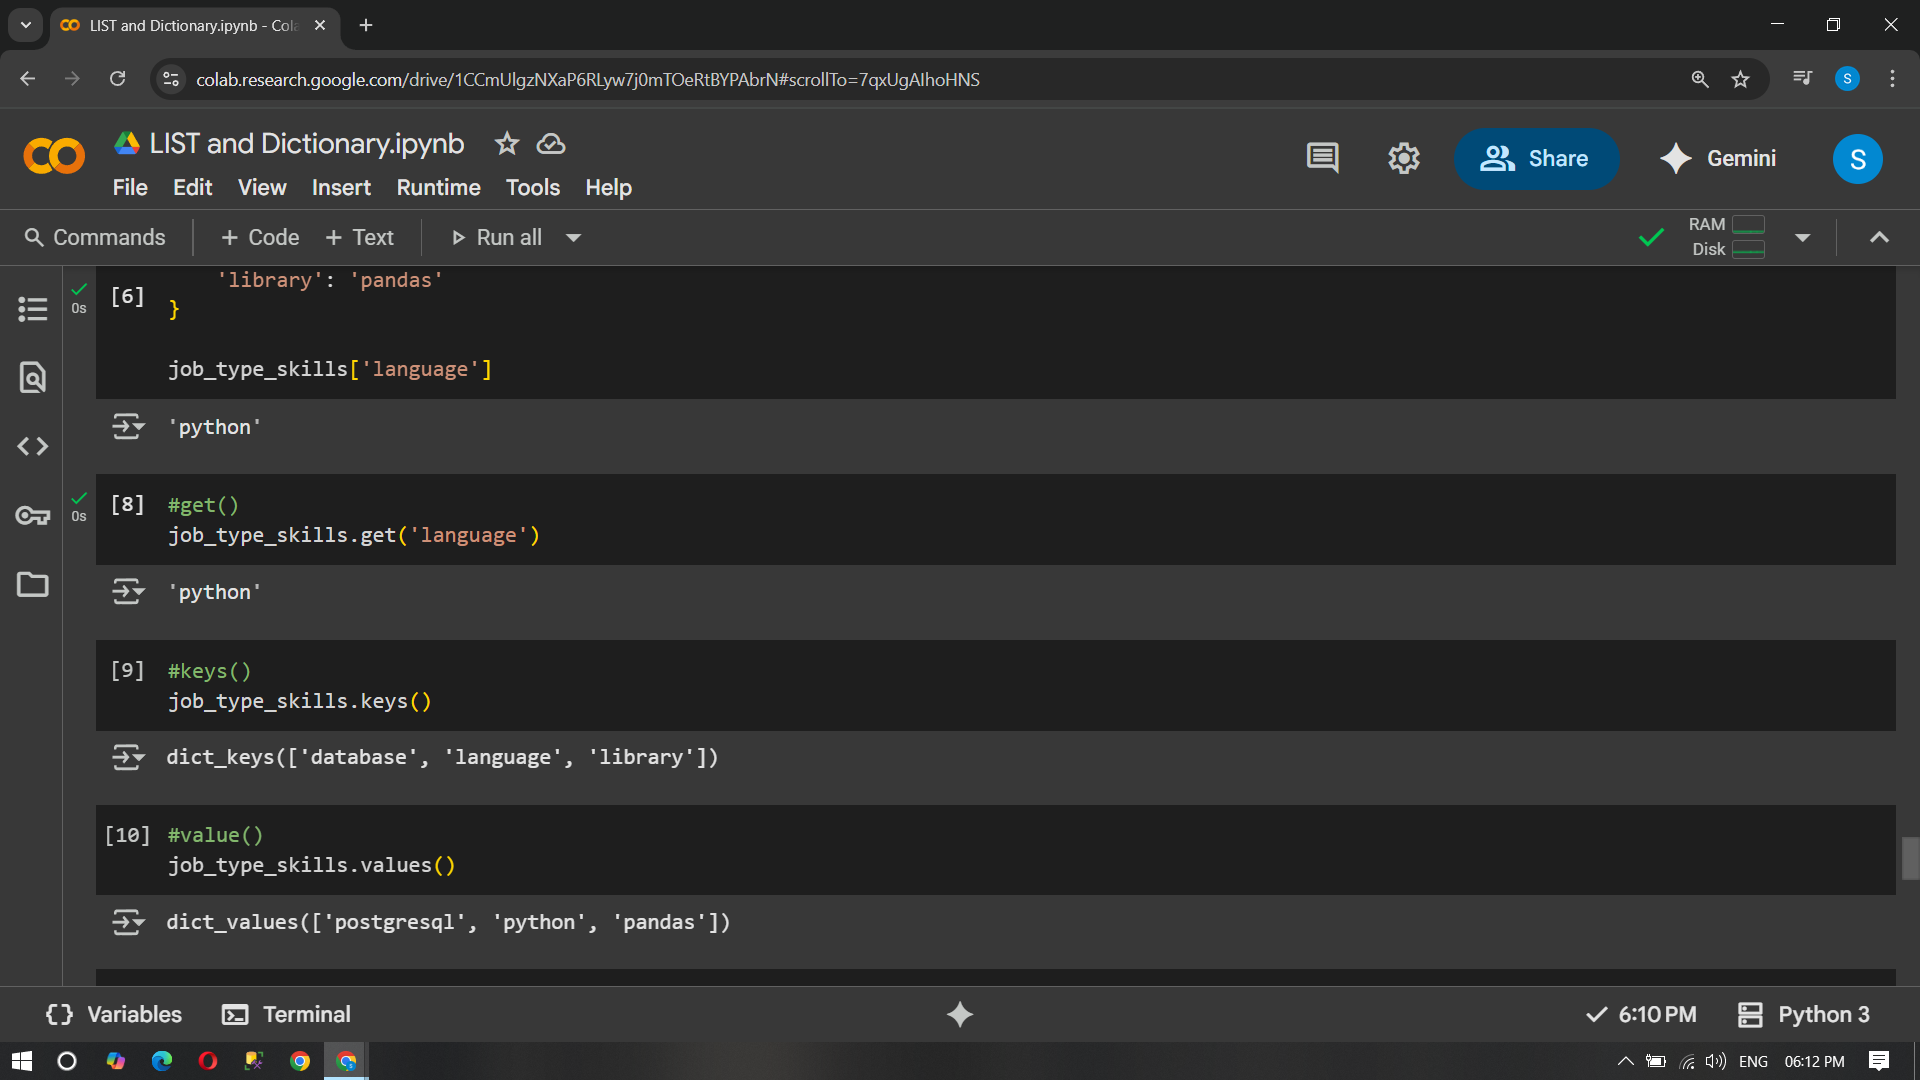 LIST and Dictionary.ipynb - Cola
colab.research.google.com/drive/1CCmUlgzNXaP6RLyw7j0mTOeRtBYPAbrN#scrollTo=7qxUgAIhoHNS
S
LIST and Dictionary.ipynb
Share
Gemini
S
File Edit View Insert Runtime Tools Help
Commands + Code + Text Run all
RAM
Disk
'library': 'pandas'
[6]
0s
}
job_type_skills['language']
'python'
[8] #get()
0s
job_type_skills.get('language')
'python'
[9] #keys()
job_type_skills.keys()
dict_keys(['database', 'language', 'library'])
[10] #value()
job_type_skills.values()
dict_values(['postgresql', 'python', 'pandas'])
{} Variables Terminal 6:10 PM Python 3
ENG 06:12 PM